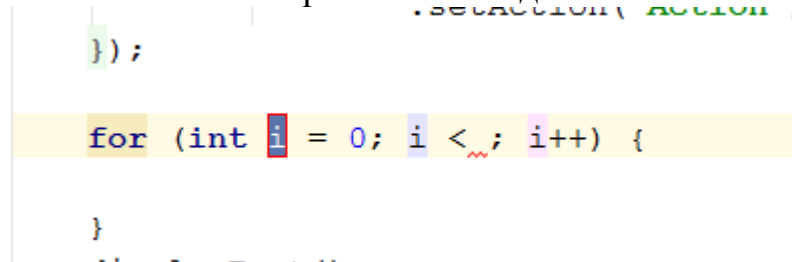 .setAction("Action",
});
for (int i = 0; i < ; i++) {
}